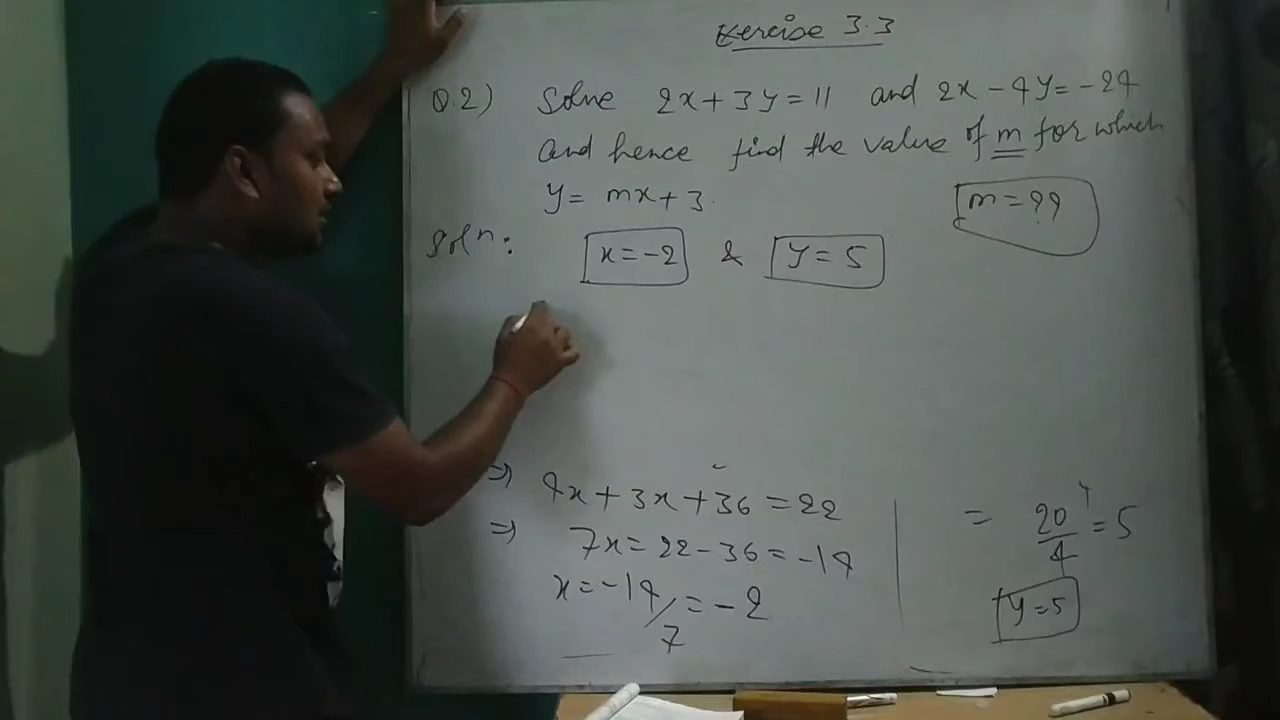 Exercise 3.3
Q.2) Solve 2x + 3y = 11 and 2x - 4y = -24
and hence find the value of m for which
y = mx + 3.
m = ??
Solⁿ: x = -2 & y = 5
⇒ 4x + 3x + 36 = 22
⇒ 7x = 22 - 36 = -14
x = -14/7 = -2
= 20/4 = 5
y = 5